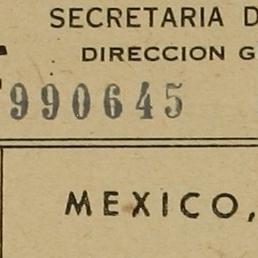 SECRETARIA D
DIRECCION G
990645
MEXICO,